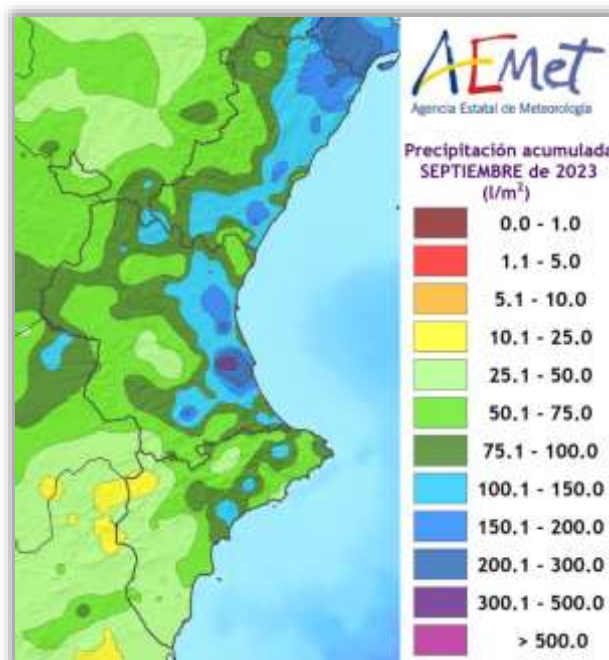 AEMet
Agencia Estatal de Meteorología
Precipitación acumulada
SEPTIEMBRE de 2023
(l/m²)
0.0 - 1.0
1.1 - 5.0
5.1 - 10.0
10.1 - 25.0
25.1 - 50.0
50.1 - 75.0
75.1 - 100.0
100.1 - 150.0
150.1 - 200.0
200.1 - 300.0
300.1 - 500.0
> 500.0